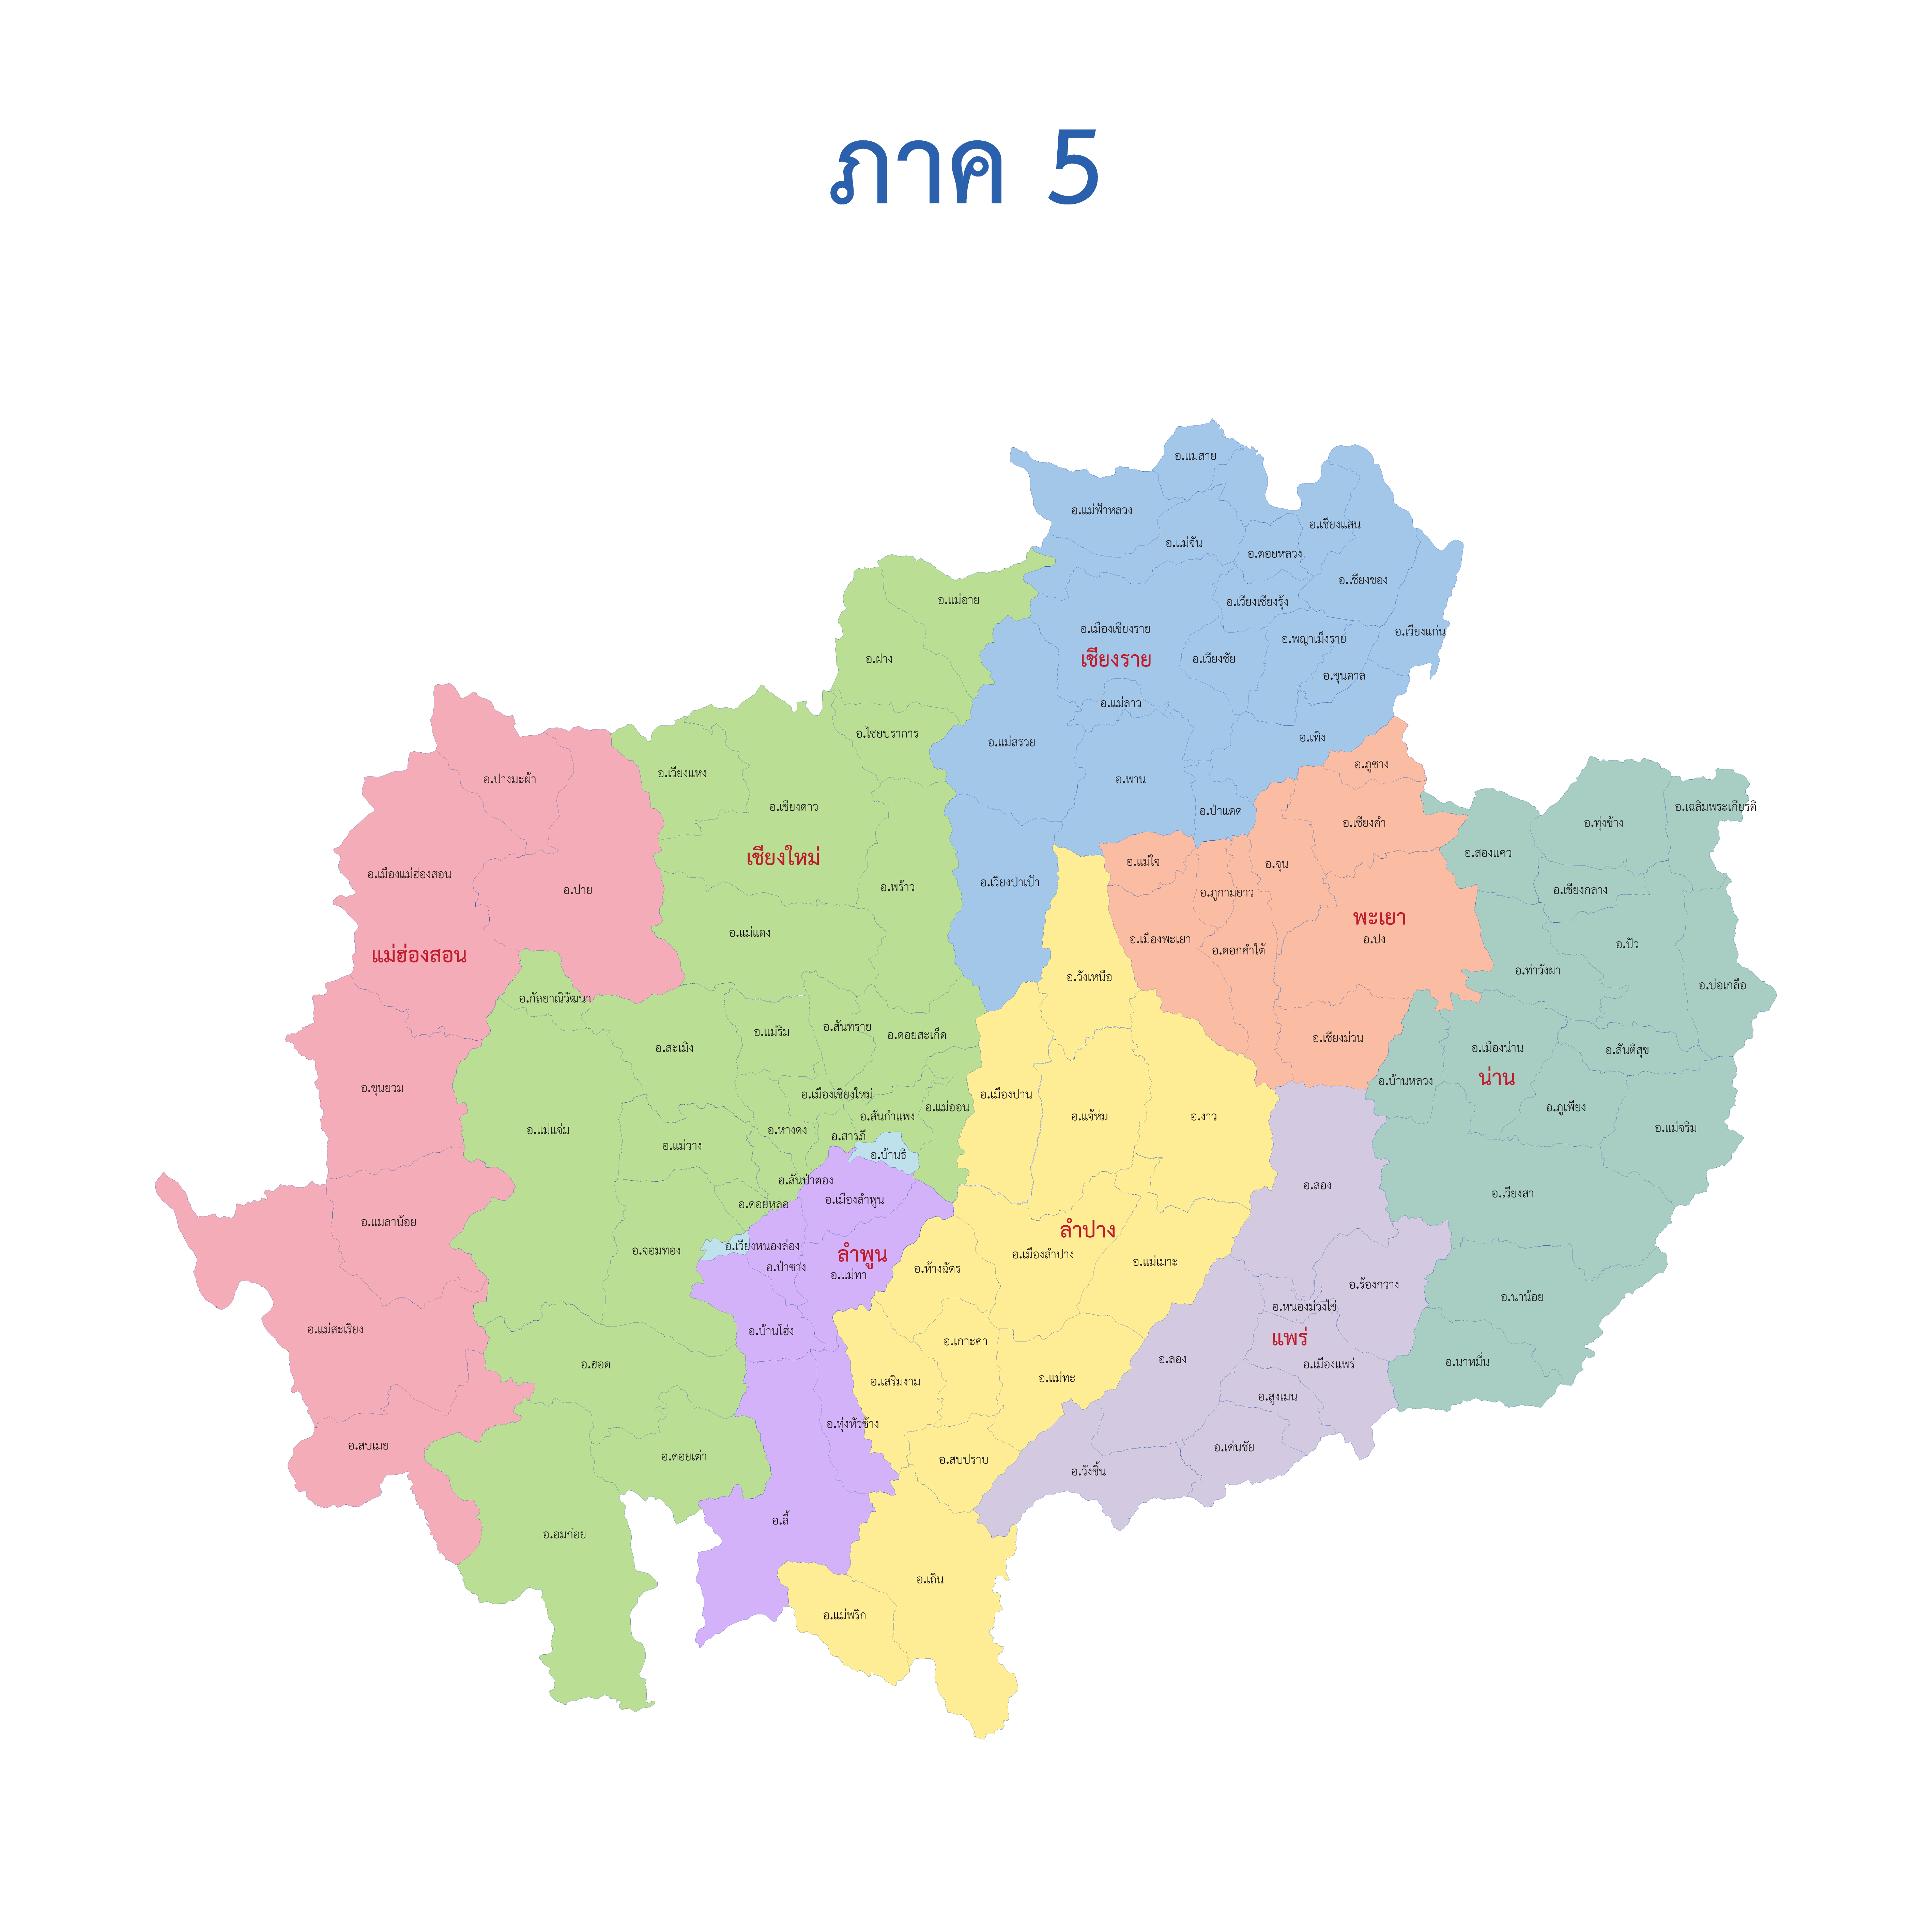 ภาค 5
อ.แม่สาย
อ.แม่ฟ้าหลวง
อ.เชียงแสน
อ.แม่จัน
อ.ดอยหลวง
อ.เชียงของ
อ.แม่อาย
อ.เวียงเชียงรุ้ง
อ.เมืองเชียงราย
อ.เวียงแก่น
อ.พญาเม็งราย
อ.ฝาง
เชียงราย
อ.เวียงชัย
อ.ขุนตาล
อ.แม่ลาว
อ.ไชยปราการ
อ.แม่สรวย
อ.เทิง
อ.ภูซาง
อ.เวียงแหง
อ.ปางมะผ้า
อ.พาน
อ.เชียงดาว
อ.ป่าแดด
อ.เฉลิมพระเกียรติ
อ.เชียงคำ
อ.ทุ่งช้าง
เชียงใหม่
อ.สองแคว
อ.แม่ใจ
อ.จุน
อ.เมืองแม่ฮ่องสอน
อ.เวียงป่าเป้า
อ.พร้าว
อ.ปาย
อ.ภูกามยาว
อ.เชียงกลาง
พะเยา
อ.แม่แตง
อ.เมืองพะเยา
อ.ปง
อ.ปัว
แม่ฮ่องสอน
อ.ดอกคำใต้
อ.ท่าวังผา
อ.วังเหนือ
อ.บ่อเกลือ
อ.กัลยาณิวัฒนา
อ.แม่ริม
อ.สันทราย
อ.ดอยสะเก็ด
อ.เชียงม่วน
อ.สะเมิง
อ.เมืองน่าน
อ.สันติสุข
น่าน
อ.บ้านหลวง
อ.ขุนยวม
อ.เมืองเชียงใหม่
อ.เมืองปาน
อ.แม่ออน
อ.ภูเพียง
อ.สันกำแพง
อ.แจ้ห่ม
อ.งาว
อ.แม่แจ่ม
อ.หางดง
อ.สารภี
อ.แม่จริม
อ.แม่วาง
อ.บ้านธิ
อ.สันป่าตอง
อ.สอง
อ.เวียงสา
อ.ดอยหล่อ
อ.เมืองลำพูน
อ.แม่ลาน้อย
ลำปาง
อ.จอมทอง
อ.เวียงหนองล่อง
ลำพูน
อ.เมืองลำปาง
อ.ป่าซาง
อ.แม่ทา
อ.ห้างฉัตร
อ.แม่เมาะ
อ.ร้องกวาง
อ.นาน้อย
อ.หนองม่วงไข่
อ.แม่สะเรียง
อ.บ้านโฮ่ง
แพร่
อ.เกาะคา
อ.ฮอด
อ.ลอง
อ.เมืองแพร่
อ.นาหมื่น
อ.เสริมงาม
อ.แม่ทะ
อ.สูงเม่น
อ.ทุ่งหัวช้าง
อ.สบเมย
อ.เด่นชัย
อ.ดอยเต่า
อ.สบปราบ
อ.วังชิ้น
อ.ลี้
อ.อมก๋อย
อ.เถิน
อ.แม่พริก